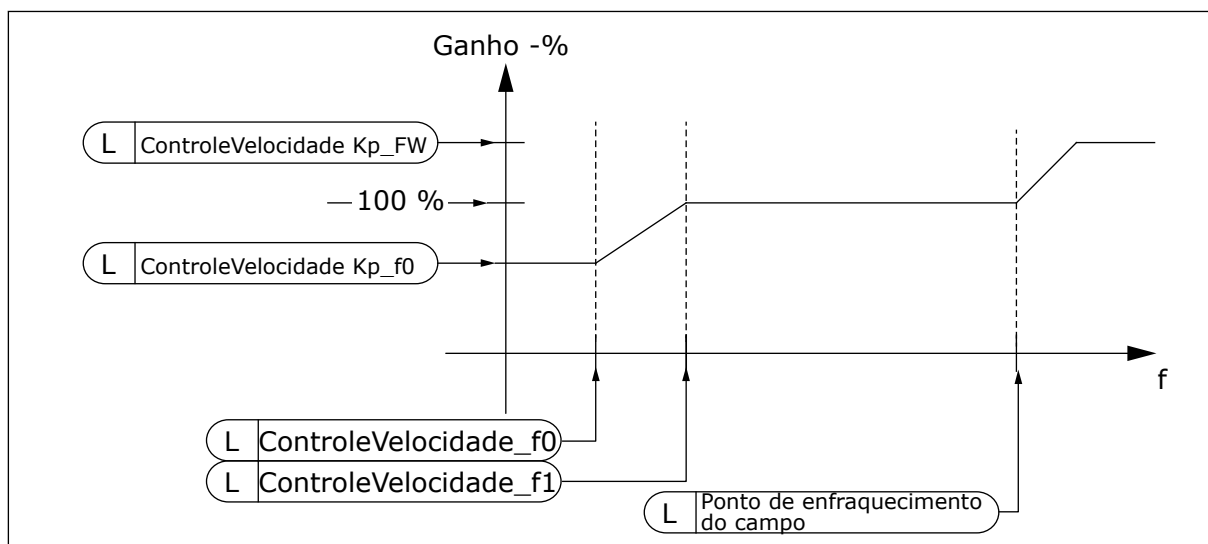 Ganho -%
L ControleVelocidade Kp_FW
100 %
L ControleVelocidade Kp_f0
f
L ControleVelocidade_f0
L ControleVelocidade_f1
L Ponto de enfraquecimento
do campo